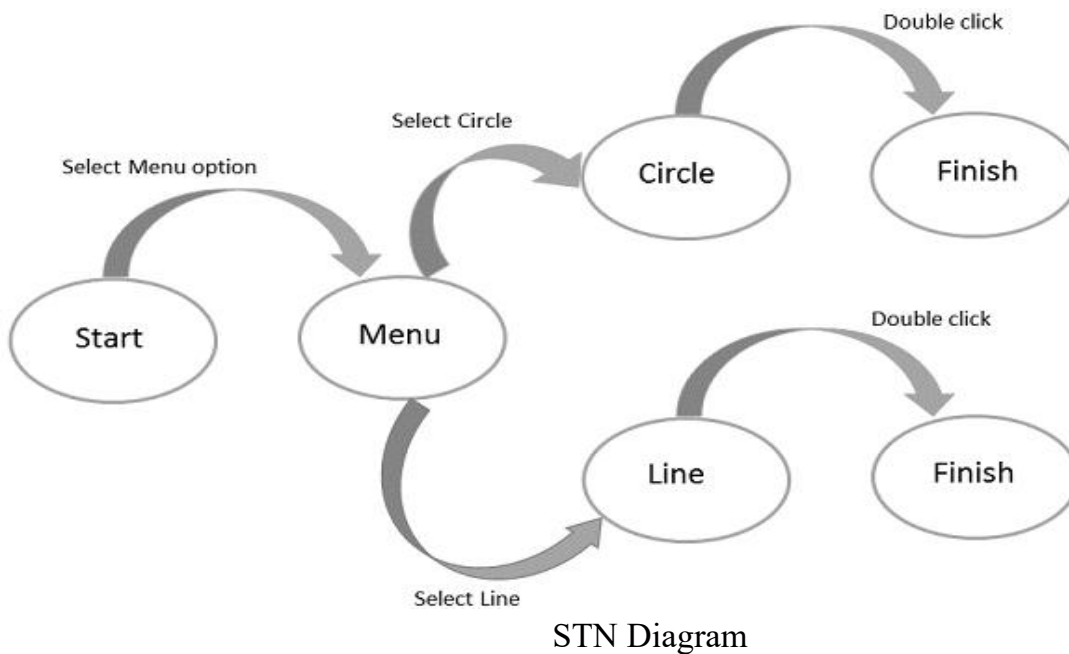 Double click
Select Circle
Circle
Finish
Select Menu option
Start
Menu
Double click
Line
Finish
Select Line
STN Diagram